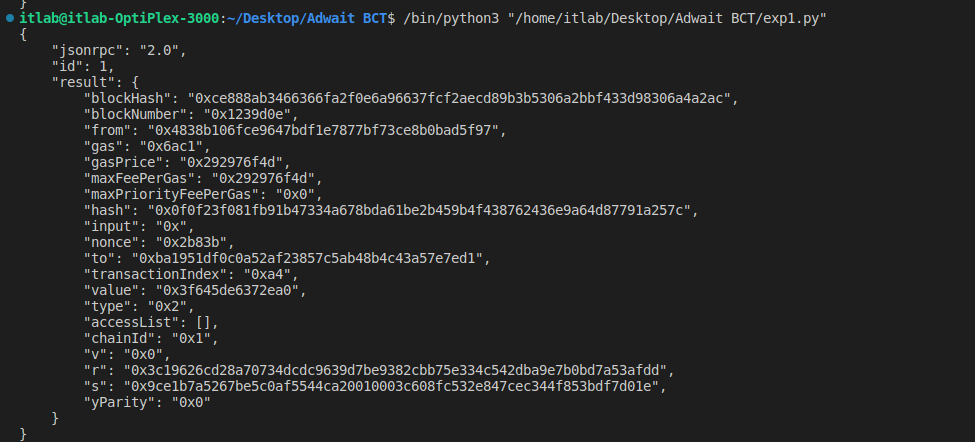 }
itlab@itlab-OptiPlex-3000:~/Desktop/Adwait BCT$ /bin/python3 "/home/itlab/Desktop/Adwait BCT/exp1.py"
{
    "jsonrpc": "2.0",
    "id": 1,
    "result": {
        "blockHash": "0xce888ab3466366fa2f0e6a96637fcf2aecd89b3b5306a2bbf433d98306a4a2ac",
        "blockNumber": "0x1239d0e",
        "from": "0x4838b106fce9647bdf1e7877bf73ce8b0bad5f97",
        "gas": "0x6ac1",
        "gasPrice": "0x292976f4d",
        "maxFeePerGas": "0x292976f4d",
        "maxPriorityFeePerGas": "0x0",
        "hash": "0x0f0f23f081fb91b47334a678bda61be2b459b4f438762436e9a64d87791a257c",
        "input": "0x",
        "nonce": "0x2b83b",
        "to": "0xba1951df0c0a52af23857c5ab48b4c43a57e7ed1",
        "transactionIndex": "0xa4",
        "value": "0x3f645de6372ea0",
        "type": "0x2",
        "accessList": [],
        "chainId": "0x1",
        "v": "0x0",
        "r": "0x3c19626cd28a70734dcdc9639d7be9382cbb75e334c542dba9e7b0bd7a53afdd",
        "s": "0x9ce1b7a5267be5c0af5544ca20010003c608fc532e847cec344f853bdf7d01e",
        "yParity": "0x0"
    }
}